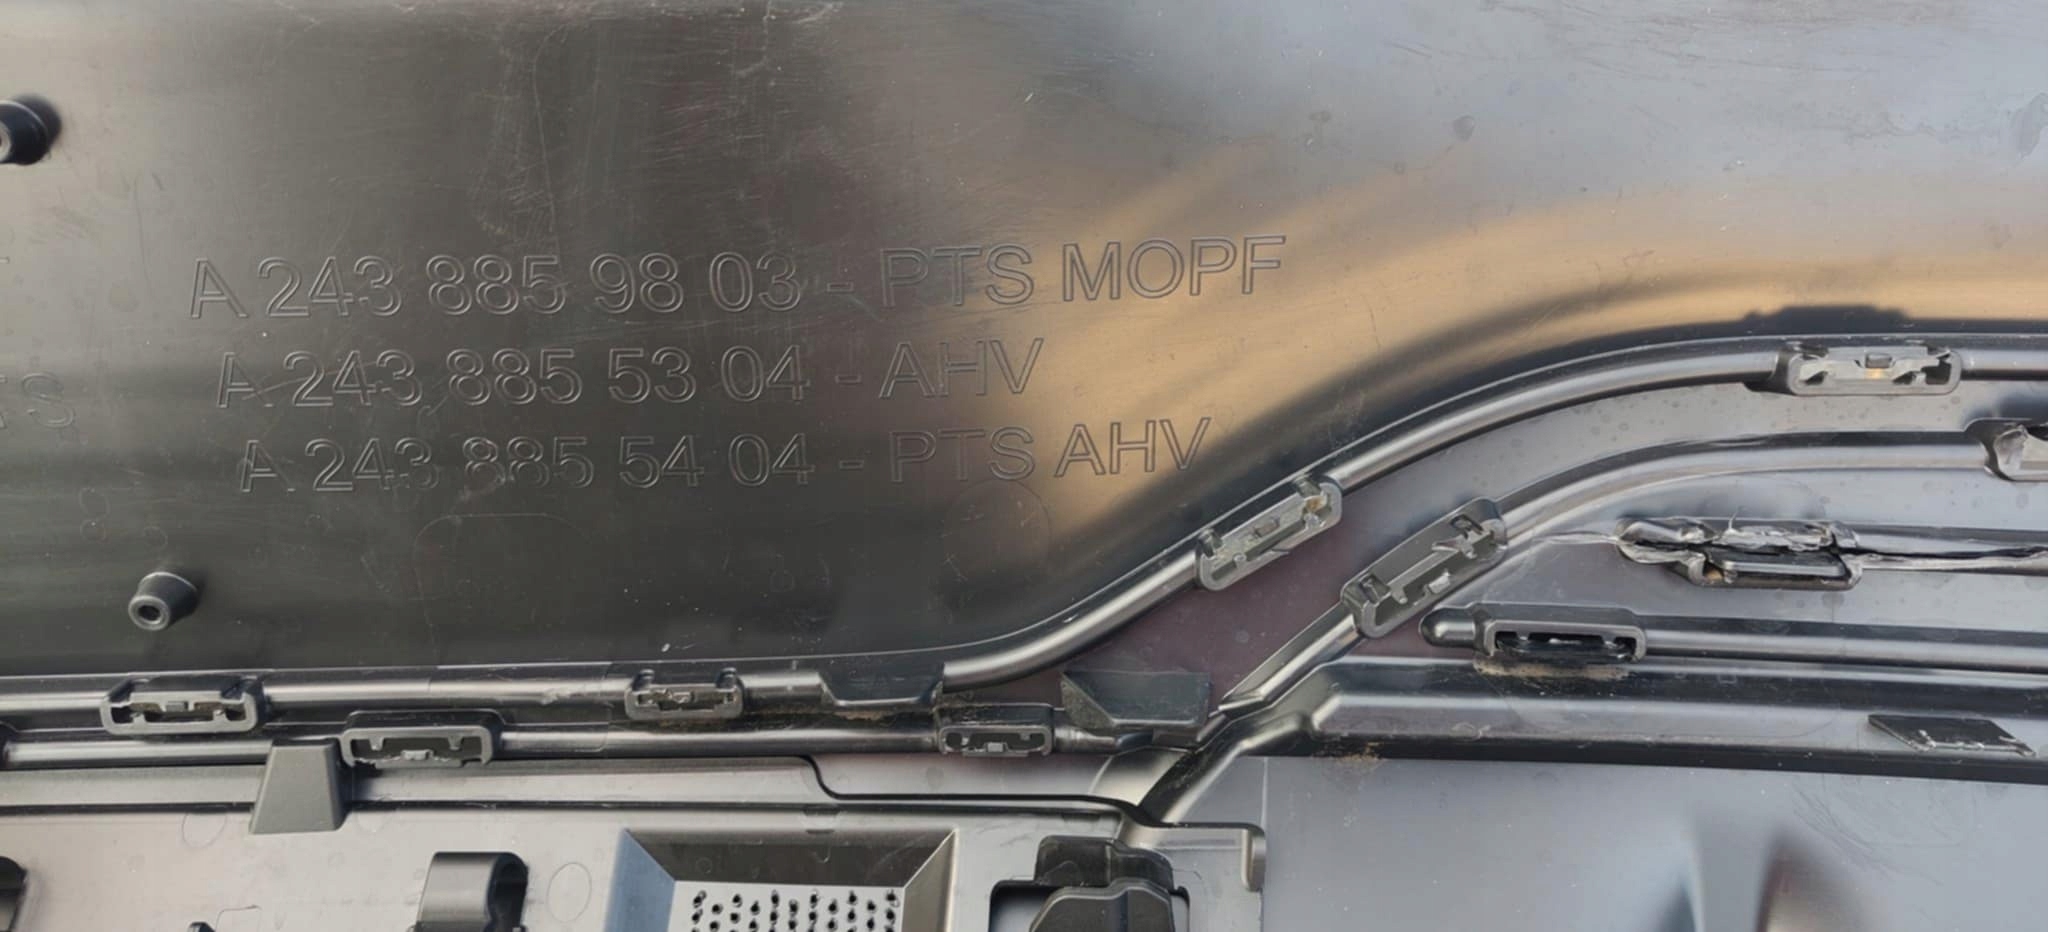 A 243 885 98 03 - PTS MOPF
A 243 885 53 04 - AHV
A 243 885 54 04 - PTS AHV